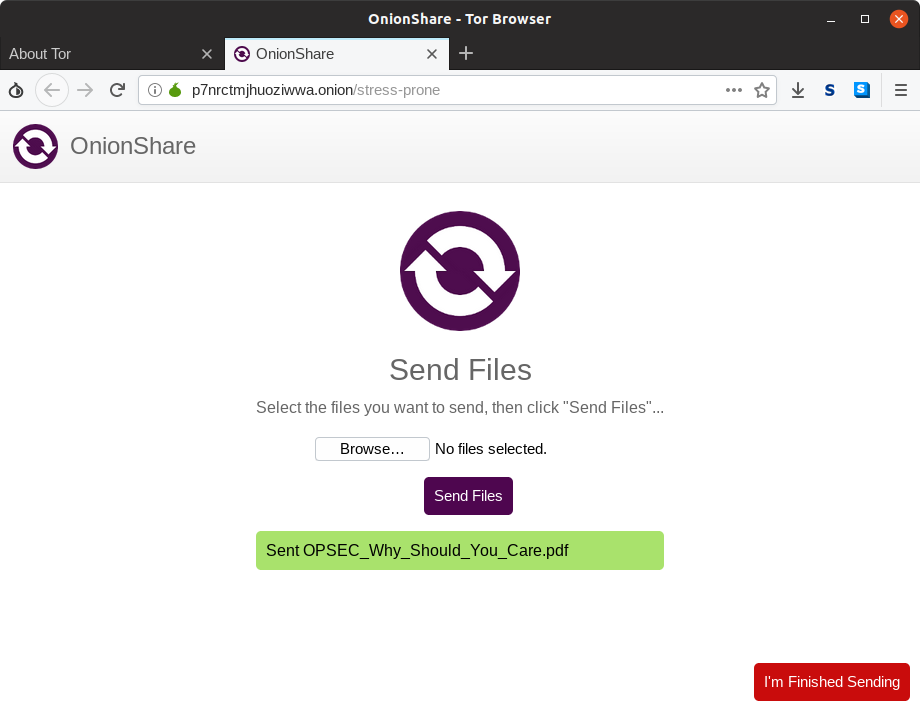 OnionShare - Tor Browser
About Tor
OnionShare
p7nrctmjhuoziwwa.onion/stress-prone
S
S
OnionShare
Send Files
Select the files you want to send, then click "Send Files"...
Browse… No files selected.
Send Files
Sent OPSEC_Why_Should_You_Care.pdf
I'm Finished Sending